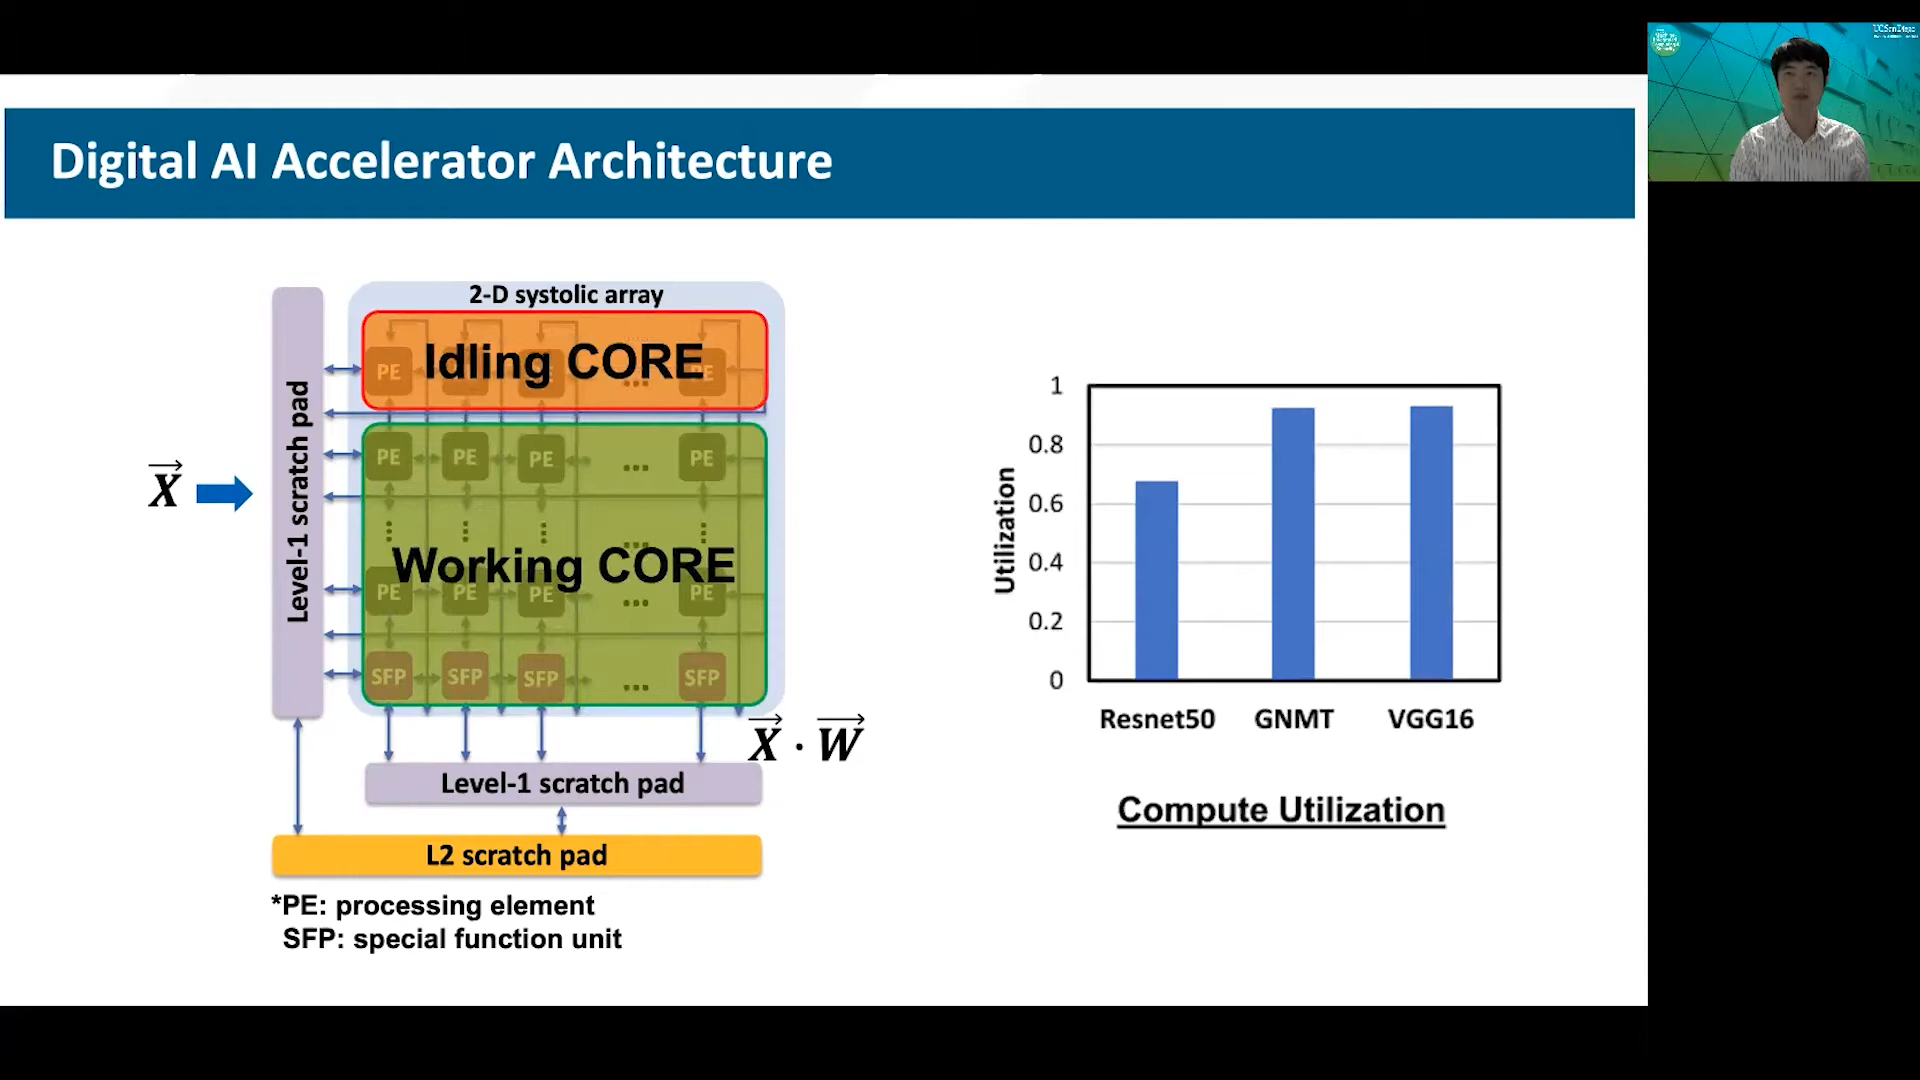 Digital AI Accelerator Architecture
UC San Diego
2-D systolic array
Idling CORE
PE
...
Level-1 scratch pad
X
PE PE PE ... PE
Working CORE
PE PE PE ... PE
SFP SFP SFP ... SFP
X · W
Level-1 scratch pad
L2 scratch pad
*PE: processing element
SFP: special function unit
Utilization
1
0.8
0.6
0.4
0.2
0
Resnet50 GNMT VGG16
Compute Utilization